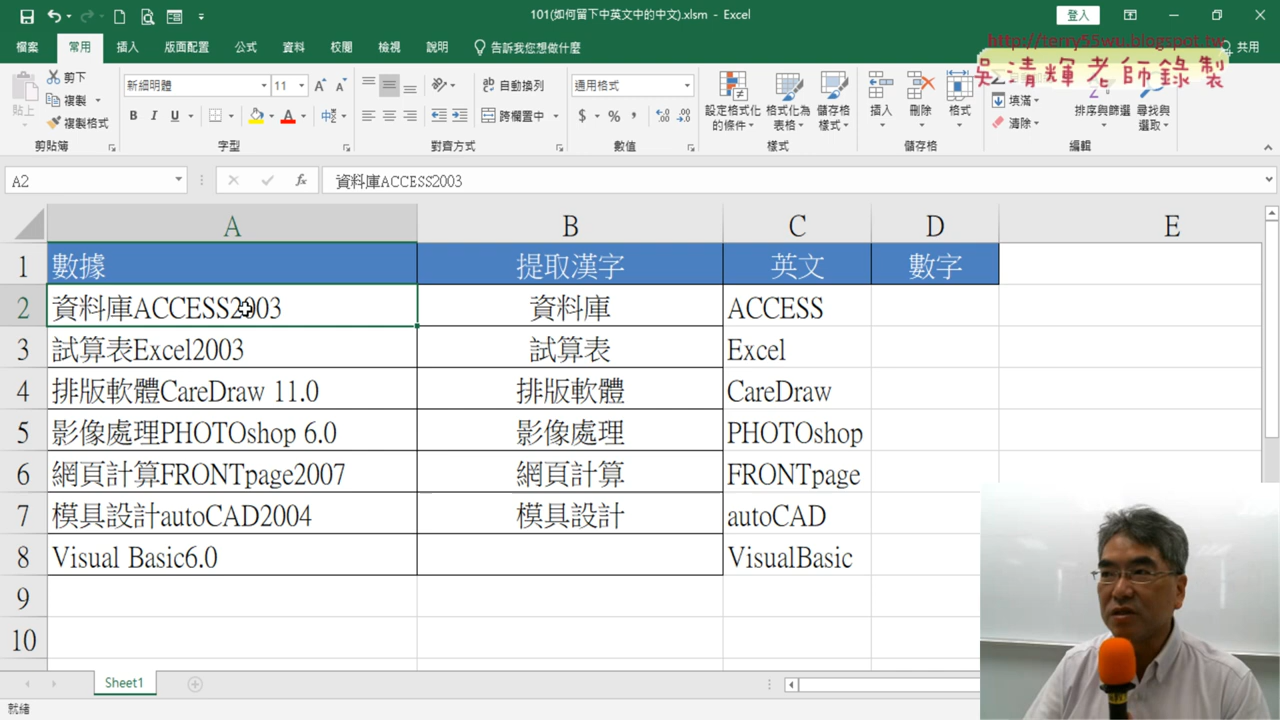 101(如何留下中英文中的中文).xlsm - Excel
登入
檔案 常用 插入 版面配置 公式 資料 校閱 檢視 說明 告訴我您想做什麼 共用
http://terry55wu.blogspot.tw
吳清輝老師錄製
貼上
剪下
複製
複製格式
新細明體 11
B I U
中
自動換列
跨欄置中
通用格式
$ % ,
設定格式化的條件
格式化為表格
儲存格樣式
插入
刪除
格式
填滿
清除
排序與篩選
尋找與選取
剪貼簿 字型 對齊方式 數值 樣式 儲存格 編輯
A2 fx 資料庫ACCESS2003
A B C D E
1 數據 提取漢字 英文 數字
2 資料庫ACCESS2003 資料庫 ACCESS
3 試算表Excel2003 試算表 Excel
4 排版軟體CareDraw 11.0 排版軟體 CareDraw
5 影像處理PHOTOshop 6.0 影像處理 PHOTOshop
6 網頁計算FRONTpage2007 網頁計算 FRONTpage
7 模具設計autoCAD2004 模具設計 autoCAD
8 Visual Basic6.0 VisualBasic
9
10
Sheet1
就緒